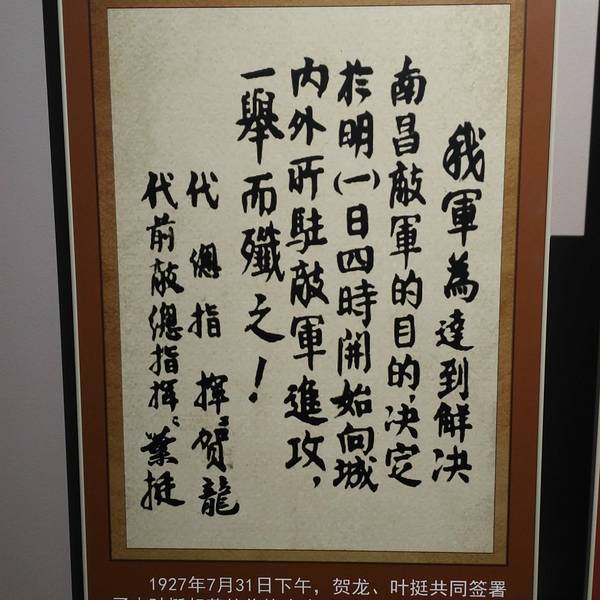 我軍為達到解决
南昌敵軍的目的,决定
於明(一)日四時開始向城
内外所駐敵軍進攻,
一舉而殲之!
代總指揮:賀龍
代前敵總指揮:葉挺
1927年7月31日下午，贺龙、叶挺共同签署